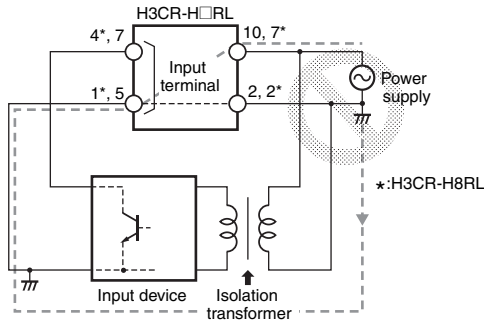 H3CR-H□RL
4*, 7
10, 7*
Input
terminal
1*, 5
2, 2*
Power
supply
*:H3CR-H8RL
Input device
Isolation
transformer